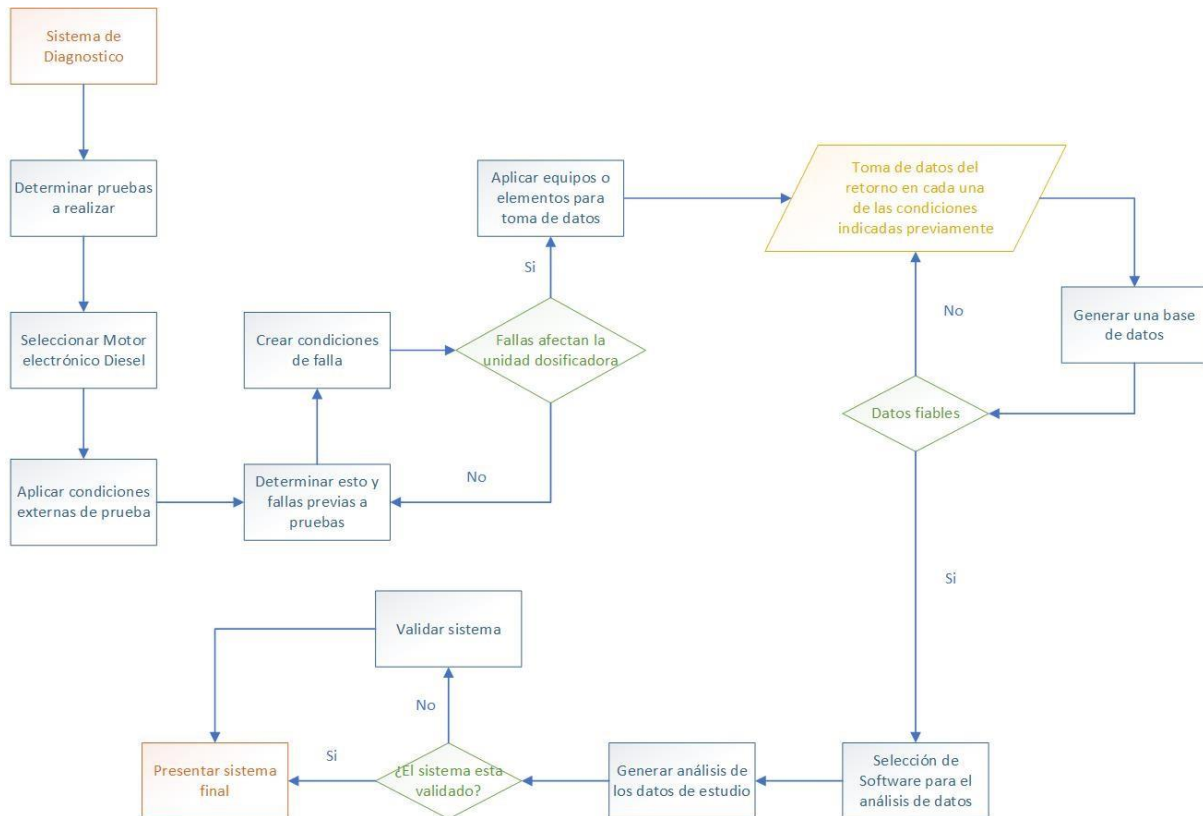 Sistema de
Diagnostico
Determinar pruebas
a realizar
Seleccionar Motor
electrónico Diesel
Aplicar condiciones
externas de prueba
Determinar esto y
fallas previas a
pruebas
Crear condiciones
de falla
Fallas afectan la
unidad dosificadora
Si
No
Aplicar equipos o
elementos para
toma de datos
Toma de datos del
retorno en cada una
de las condiciones
indicadas previamente
Generar una base
de datos
Datos fiables
No
Si
Selección de
Software para el
análisis de datos
Generar análisis de
los datos de estudio
¿El sistema esta
validado?
No
Si
Validar sistema
Presentar sistema
final